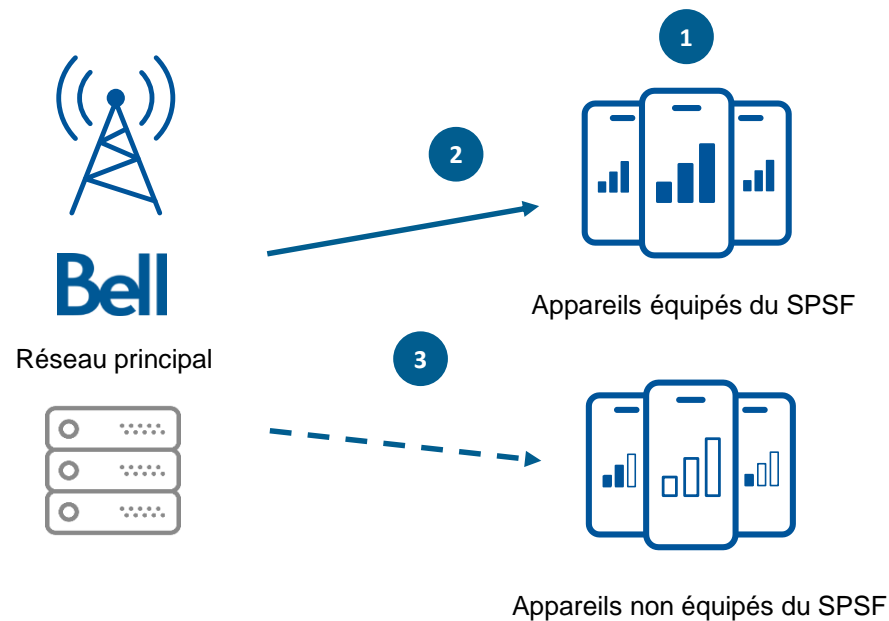 1
2
Bell
Appareils équipés du SPSF
Réseau principal
3
Appareils non équipés du SPSF